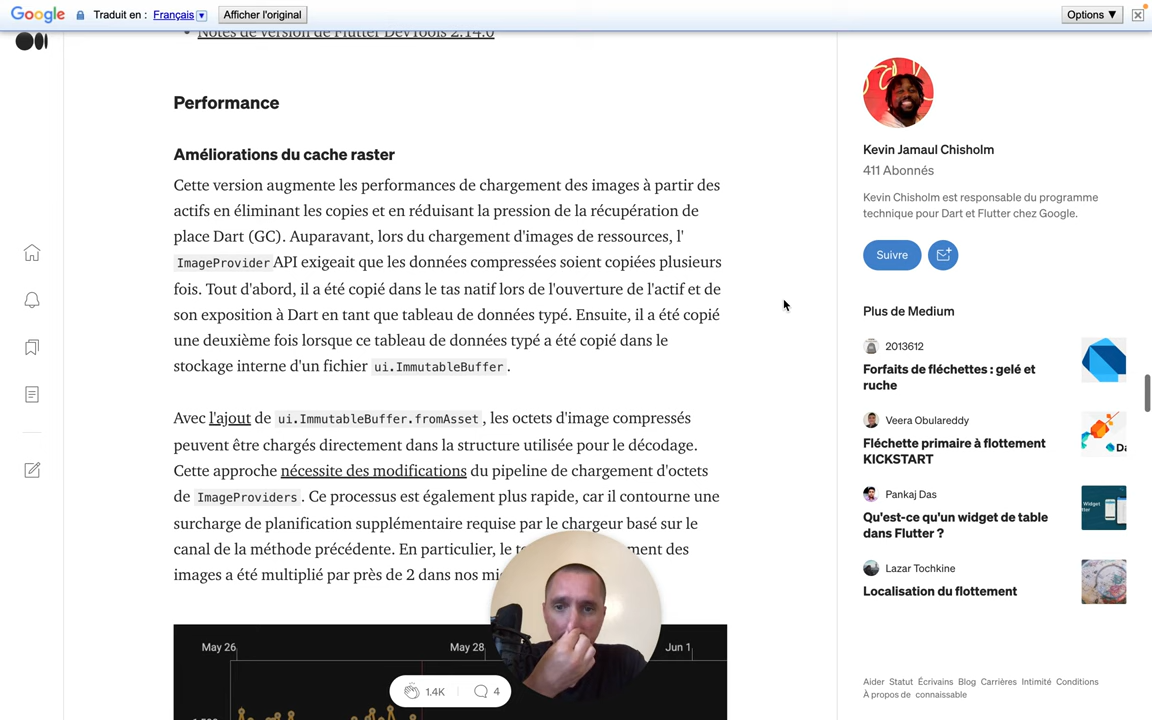 Google Traduit en : Français ▼ Afficher l'original Options ▼
Notes de version de Flutter DevTools 2.14.0
Performance
Améliorations du cache raster
Cette version augmente les performances de chargement des images à partir des
actifs en éliminant les copies et en réduisant la pression de la récupération de
place Dart (GC). Auparavant, lors du chargement d'images de ressources, l'
ImageProvider API exigeait que les données compressées soient copiées plusieurs
fois. Tout d'abord, il a été copié dans le tas natif lors de l'ouverture de l'actif et de
son exposition à Dart en tant que tableau de données typé. Ensuite, il a été copié
une deuxième fois lorsque ce tableau de données typé a été copié dans le
stockage interne d'un fichier ui.ImmutableBuffer.
Avec l'ajout de ui.ImmutableBuffer.fromAsset, les octets d'image compressés
peuvent être chargés directement dans la structure utilisée pour le décodage.
Cette approche nécessite des modifications du pipeline de chargement d'octets
de ImageProviders. Ce processus est également plus rapide, car il contourne une
surcharge de planification supplémentaire requise par le chargeur basé sur le
canal de la méthode précédente. En particulier, le ment des
images a été multiplié par près de 2 dans nos
May 26 May 28 Jun 1
1.4K 4
Kevin Jamaul Chisholm
411 Abonnés
Kevin Chisholm est responsable du programme
technique pour Dart et Flutter chez Google.
Suivre
Plus de Medium
2013612
Forfaits de fléchettes : gelé et
ruche
Veera Obulareddy
Fléchette primaire à flottement
KICKSTART
Da
Pankaj Das
Qu'est-ce qu'un widget de table
dans Flutter ?
Lazar Tochkine
Localisation du flottement
Aider Statut Écrivains Blog Carrières Intimité Conditions
À propos de connaissable